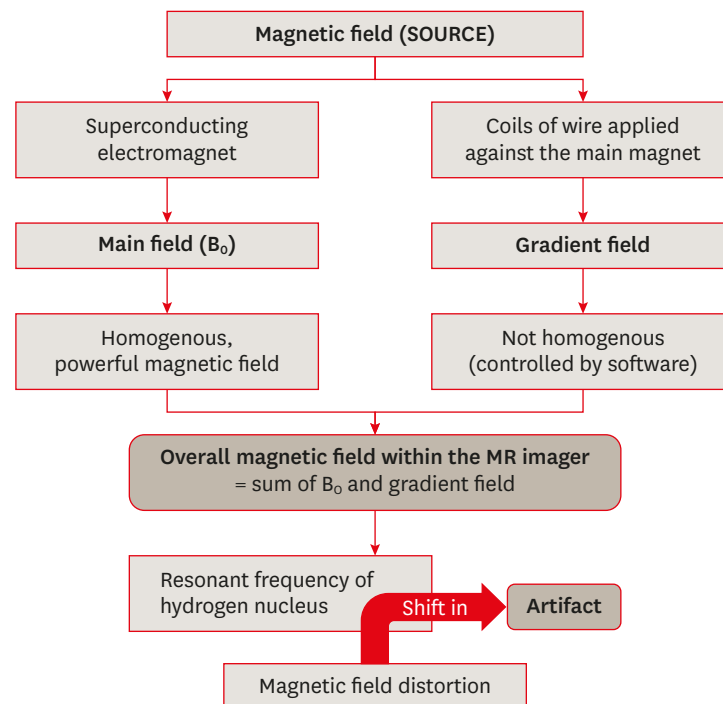 Magnetic field (SOURCE)
Superconducting
electromagnet
Coils of wire applied
against the main magnet
Main field (B₀)
Gradient field
Homogenous,
powerful magnetic field
Not homogenous
(controlled by software)
Overall magnetic field within the MR imager
= sum of B₀ and gradient field
Resonant frequency of
hydrogen nucleus
Shift in
Artifact
Magnetic field distortion